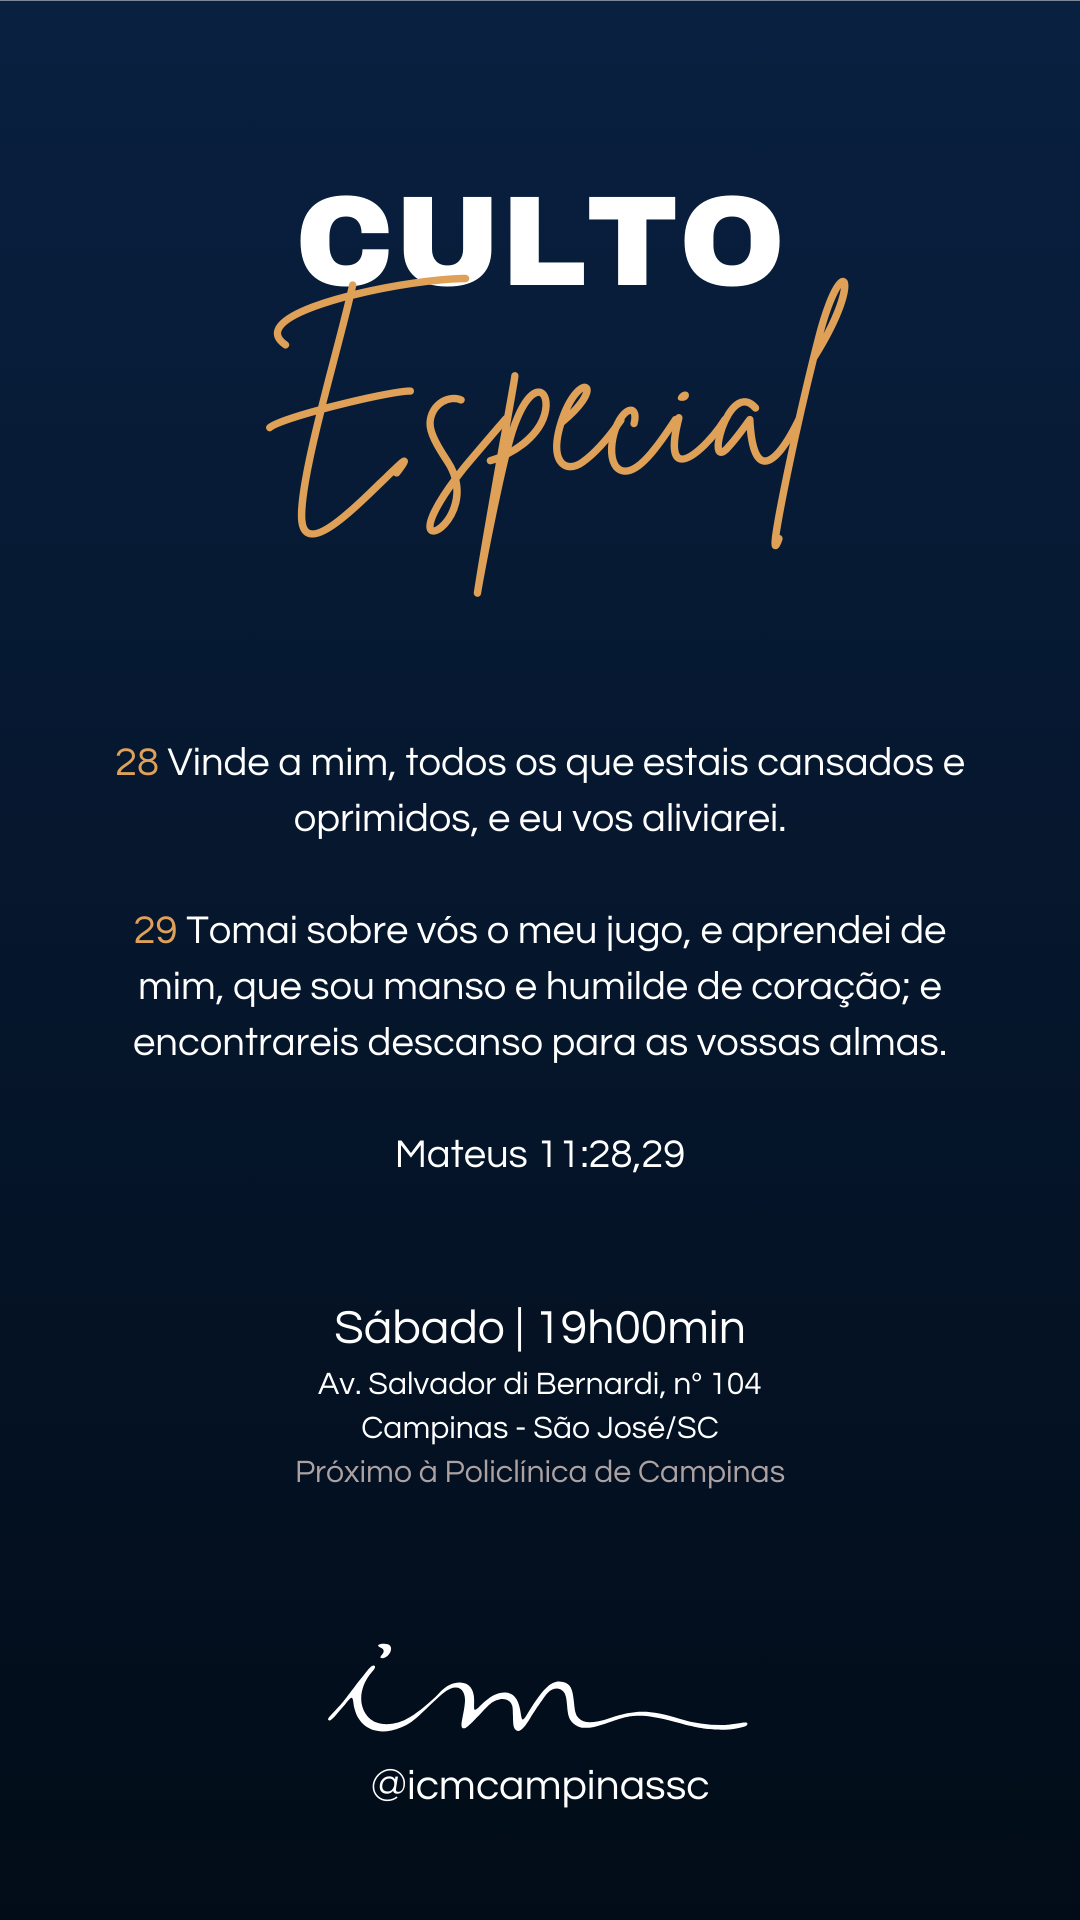 CULTO
Especial
28 Vinde a mim, todos os que estais cansados e
oprimidos, e eu vos aliviarei.
29 Tomai sobre vós o meu jugo, e aprendei de
mim, que sou manso e humilde de coração; e
encontrareis descanso para as vossas almas.
Mateus 11:28,29
Sábado | 19h00min
Av. Salvador di Bernardi, nº 104
Campinas - São José/SC
Próximo à Policlínica de Campinas
im
@icmcampinassc